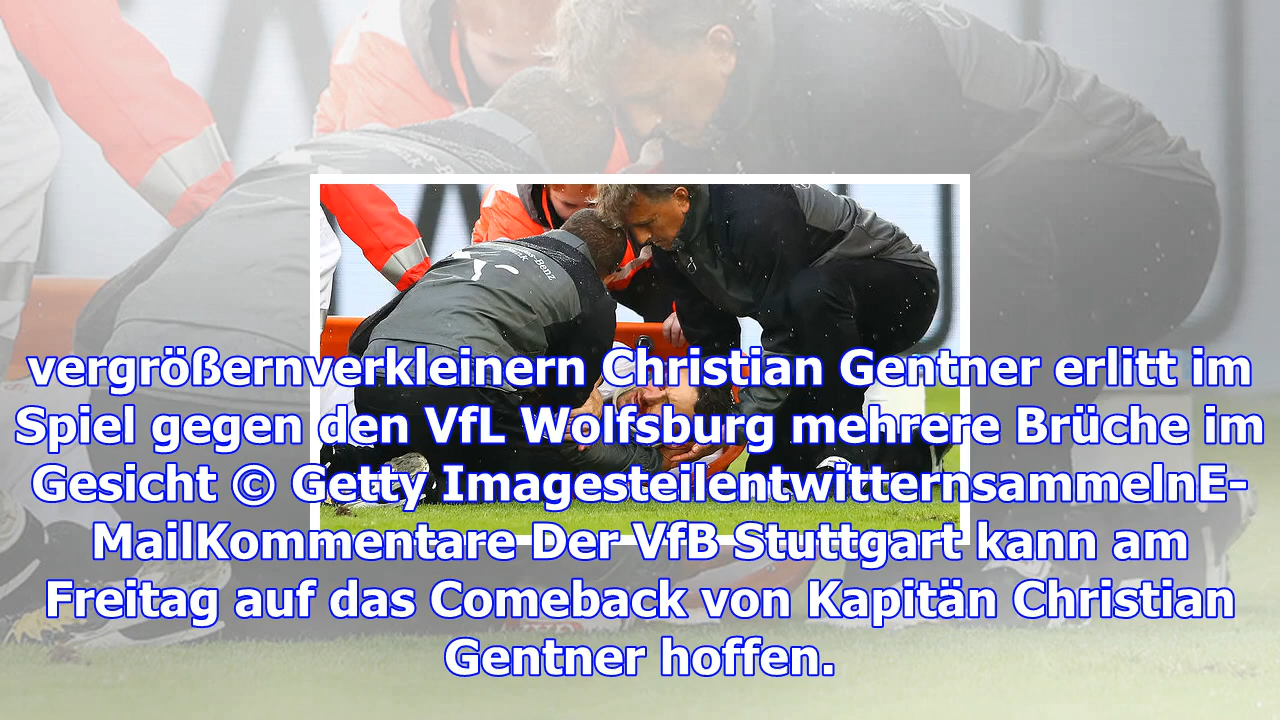 vergrößernverkleinern Christian Gentner erlitt im
Spiel gegen den VfL Wolfsburg mehrere Brüche im
Gesicht © Getty ImagesteilentwitternsammelnE-
MailKommentare Der VfB Stuttgart kann am
Freitag auf das Comeback von Kapitän Christian
Gentner hoffen.